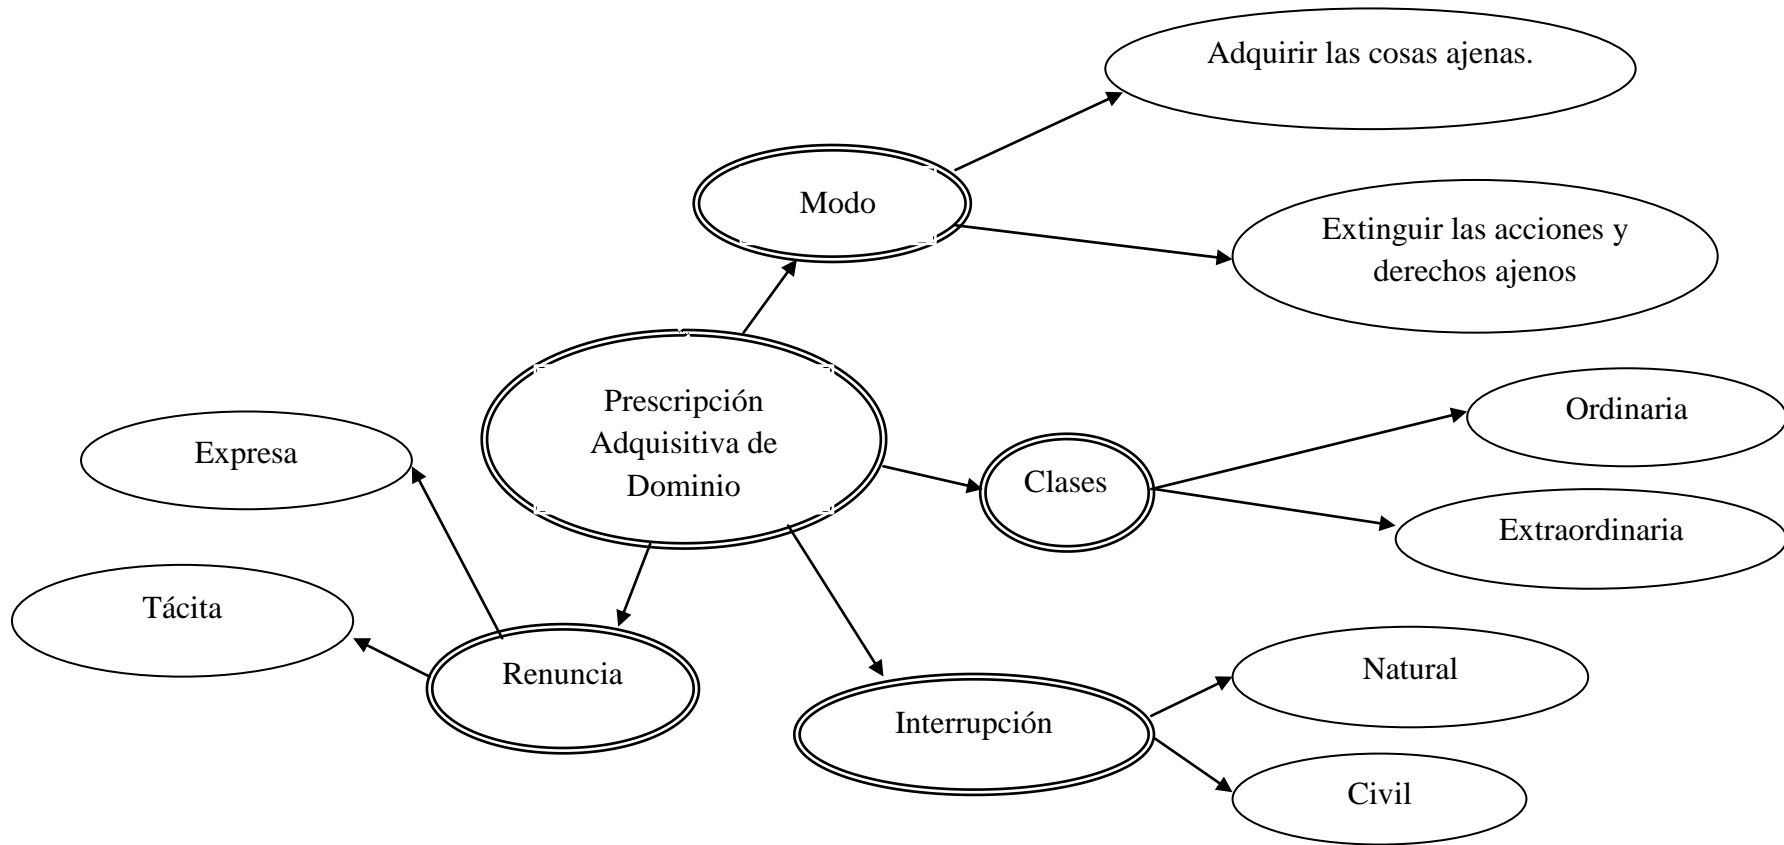 Adquirir las cosas ajenas.
Modo
Extinguir las acciones y
derechos ajenos
Prescripción
Adquisitiva de
Dominio
Ordinaria
Expresa
Clases
Extraordinaria
Tácita
Renuncia
Natural
Interrupción
Civil